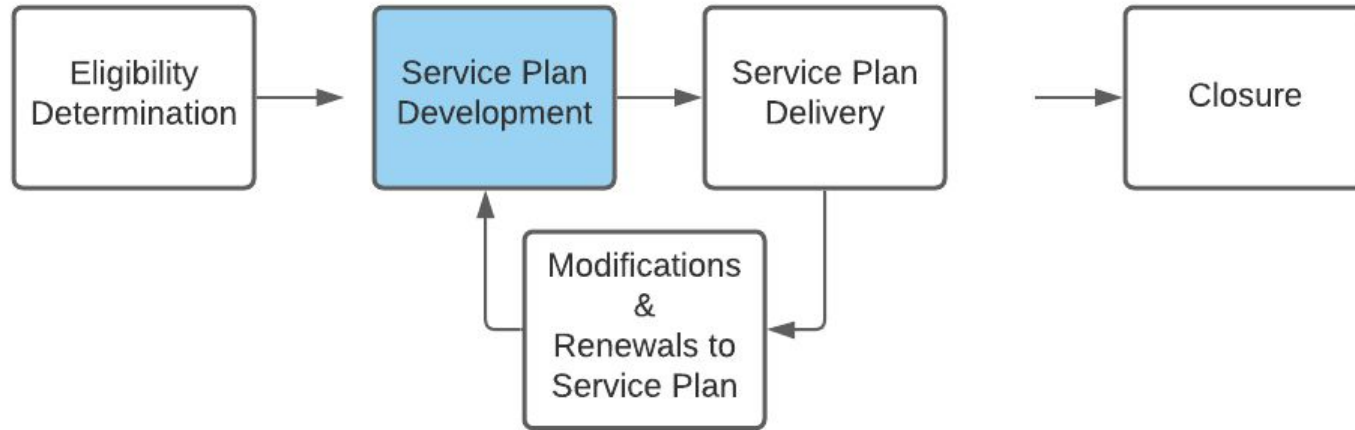 Eligibility
Determination
Service Plan
Development
Service Plan
Delivery
Closure
Modifications
&
Renewals to
Service Plan